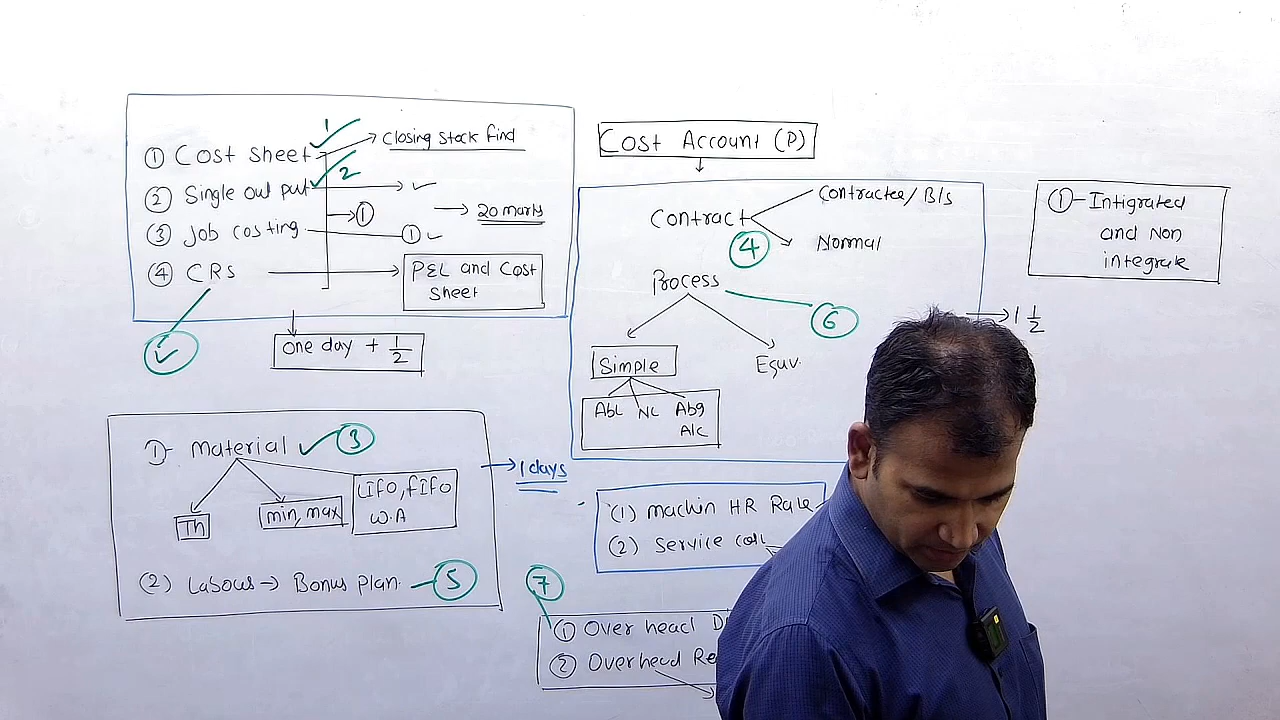 Cost Account (P)
① Cost sheet
1
Closing stock find
② Single out put
2
① 
20 marks
③ Job costing
①
④ CRs
P&L and Cost
Sheet
one day + 1/2
Contract
Contractee/ B/s
Normal
④
Process
⑥
Simple
Equv.
Abl NL Abg
Alc
1 1/2
①- Intigrated
and Non
integrate
1)- Material
③
Th
min, max
LIFO, FIFO
W.A
1 days
(2) Labour → Bonus plan.
⑤
(1) machin HR Rate
(2) Service cost
⑦
① Over head D
② Overhead Re